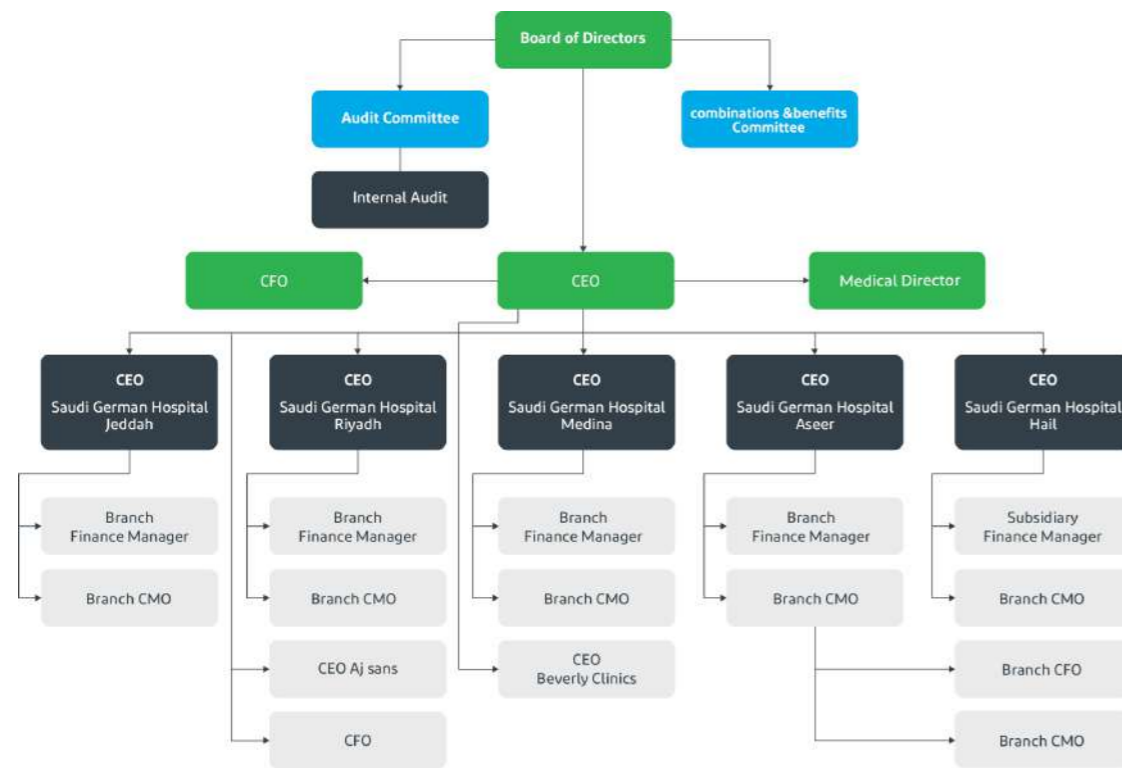 Board of Directors
Audit Committee
combinations &benefits
Committee
Internal Audit
CFO
CEO
Medical Director
CEO
Saudi German Hospital
Jeddah
CEO
Saudi German Hospital
Riyadh
CEO
Saudi German Hospital
Medina
CEO
Saudi German Hospital
Aseer
CEO
Saudi German Hospital
Hail
Branch
Finance Manager
Branch
Finance Manager
Branch
Finance Manager
Branch
Finance Manager
Subsidiary
Finance Manager
Branch CMO
Branch CMO
Branch CMO
Branch CMO
Branch CMO
CEO Aj sans
CEO
Beverly Clinics
Branch CFO
CFO
Branch CMO